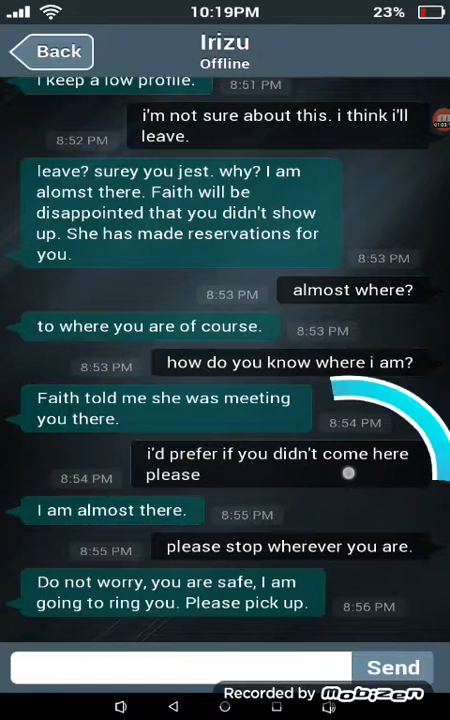 10:19PM
23%
Back
Irizu
Offline
I keep a low profile.
8:51 PM
i'm not sure about this. i think i'll
leave.
8:52 PM
leave? surey you jest. why? I am
alomst there. Faith will be
disappointed that you didn't show
up. She has made reservations for
you.
8:53 PM
almost where?
8:53 PM
to where you are of course.
8:53 PM
how do you know where i am?
8:53 PM
Faith told me she was meeting
you there.
8:54 PM
i'd prefer if you didn't come here
please
8:54 PM
I am almost there.
8:55 PM
please stop wherever you are.
8:55 PM
Do not worry, you are safe, I am
going to ring you. Please pick up.
8:56 PM
Send
Recorded by Mobizen